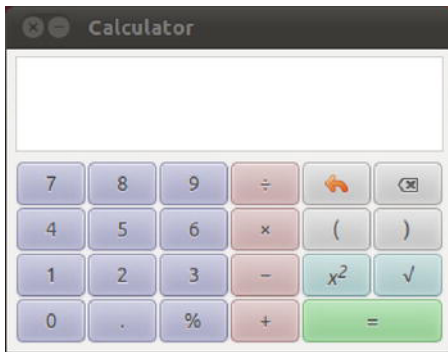 Calculator
7 8 9 ÷
4 5 6 × ( )
1 2 3 − x² √
0 . % + =